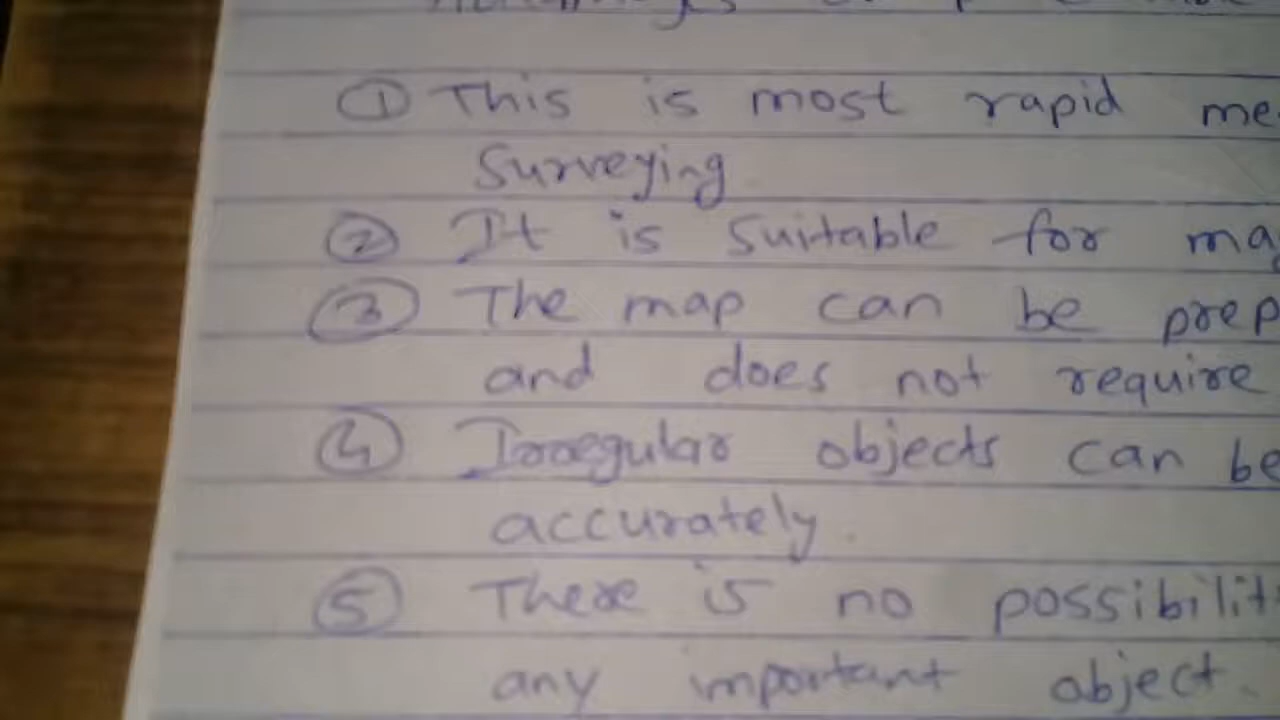 ① This is most rapid me
Surveying
② It is Suitable for ma
③ The map can be prep
and does not require
④ Irregular objects can be
accurately.
⑤ There is no possibilit
any important object.